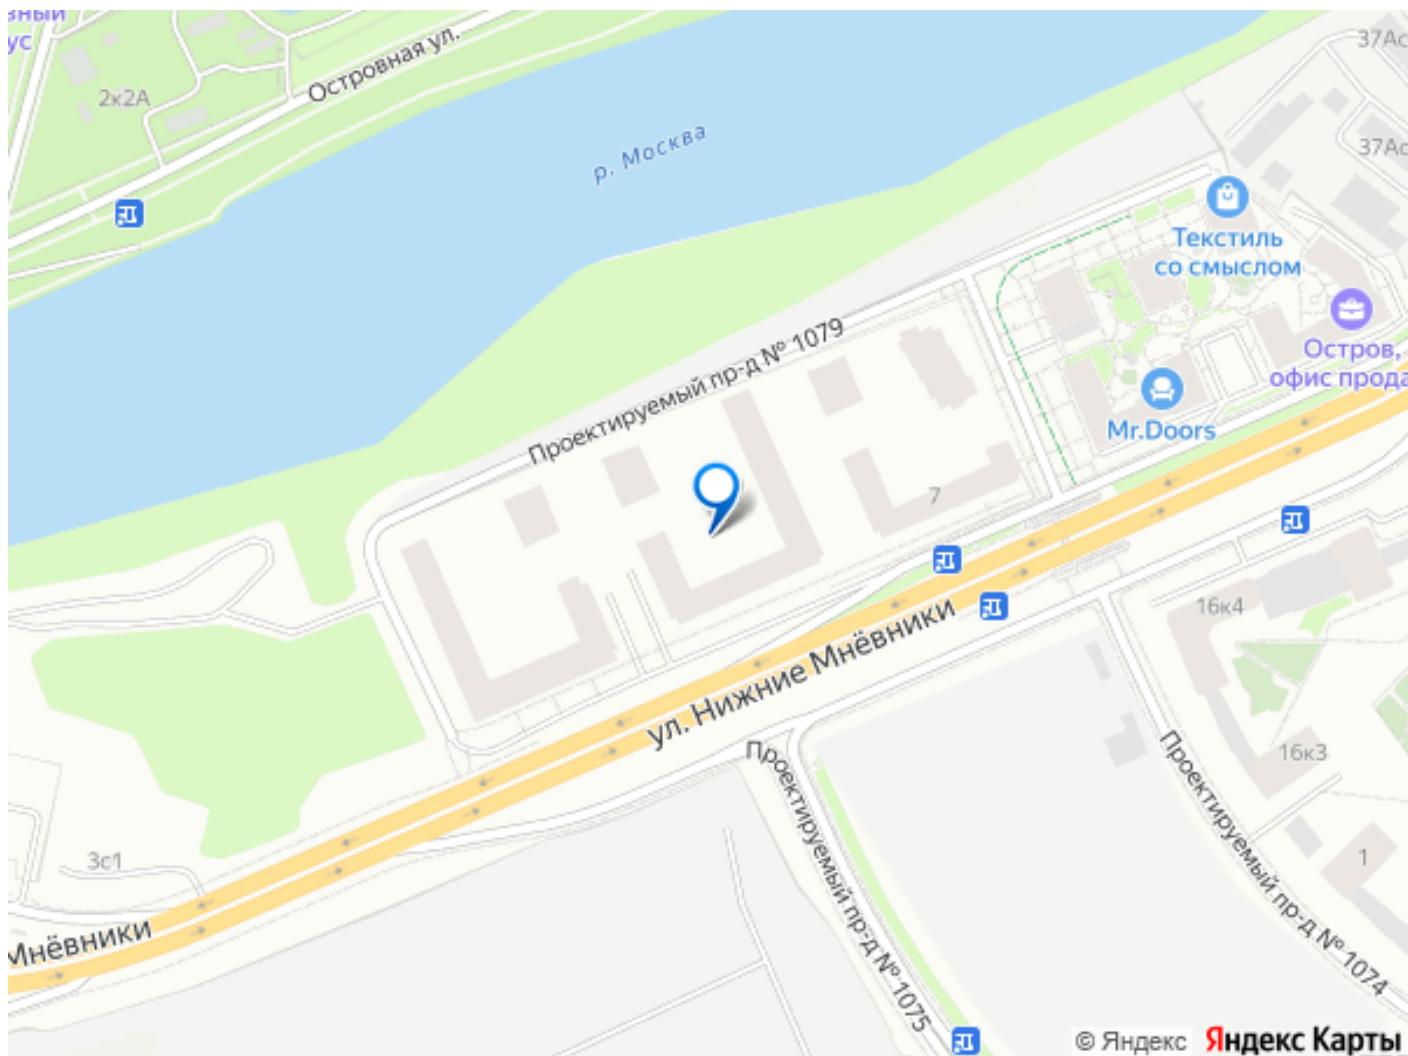 Островная ул.
2к2А
р. Москва
37Ас
37Ас
Текстиль
со смыслом
Остров,
офис прода
Mr.Doors
Проектируемый пр-д № 1079
7
16к4
ул. Нижние Мнёвники
16к3
Проектируемый пр-д № 1075
Проектируемый пр-д № 1074
1
3с1
Мнёвники
© Яндекс Яндекс Карты